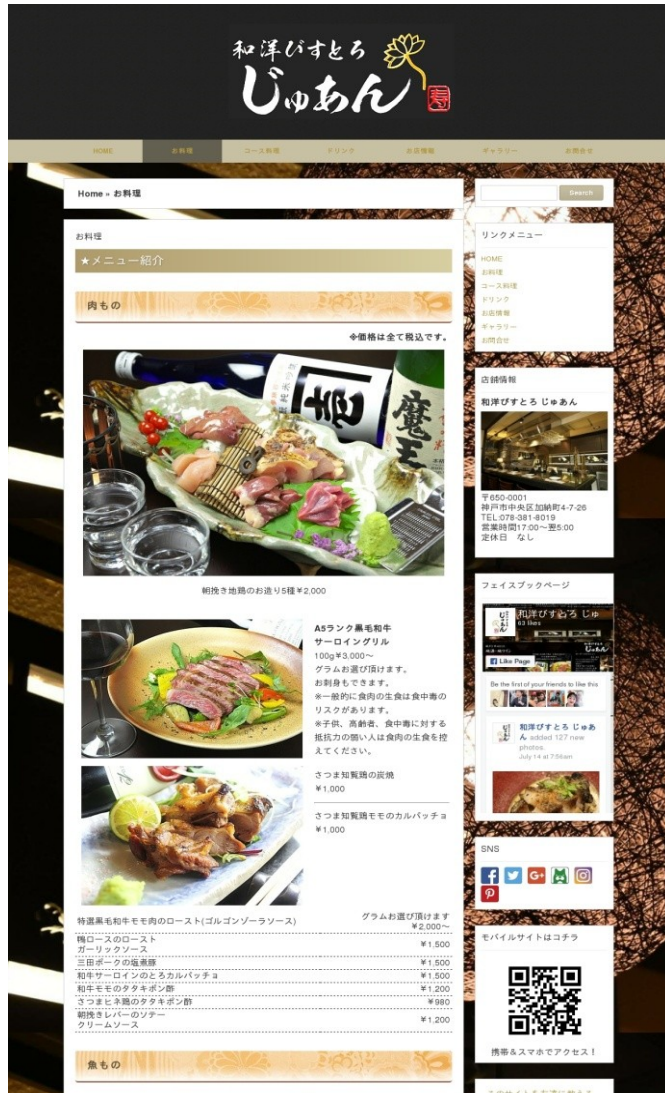 和洋びすとろ
じゅあん
寿
HOME
お料理
コース料理
ドリンク
お店情報
ギャラリー
お問合せ
Home » お料理
お料理
★メニュー紹介
肉もの
※価格は全て税込です。
魔王
朝挽き地鶏のお造り5種￥2,000
A5ランク黒毛和牛
サーロイングリル
100g￥3,000～
グラムお選び頂けます。
お刺身もできます。
※一般的に食肉の生食は食中毒の
リスクがあります。
※子供、高齢者、食中毒に対する
抵抗力の弱い人は食肉の生食を控
えてください。
さつま知覧鶏の炭焼
￥1,000
さつま知覧鶏モモのカルパッチョ
￥1,000
特選黒毛和牛モモ肉のロースト(ゴルゴンゾーラソース)
グラムお選び頂けます
￥2,000～
鴨ロースのロースト
ガーリックソース
￥1,500
三田ポークの塩煮豚
￥1,500
和牛サーロインのとろカルパッチョ
￥1,500
和牛モモのタタキポン酢
￥1,200
さつまヒネ鶏のタタキポン酢
￥980
朝挽きレバーのソテー
クリームソース
￥1,200
魚もの
Search
リンクメニュー
HOME
お料理
コース料理
ドリンク
お店情報
ギャラリー
お問合せ
店舗情報
和洋びすとろ じゅあん
〒650-0001
神戸市中央区加納町4-7-26
TEL:078-381-8019
営業時間17:00～翌5:00
定休日　なし
フェイスブックページ
和洋びすとろ じゅ
63 likes
Like Page
Be the first of your friends to like this
和洋びすとろ じゅあ
ん added 127 new
photos.
July 14 at 7:56am
SNS
モバイルサイトはコチラ
携帯＆スマホでアクセス！